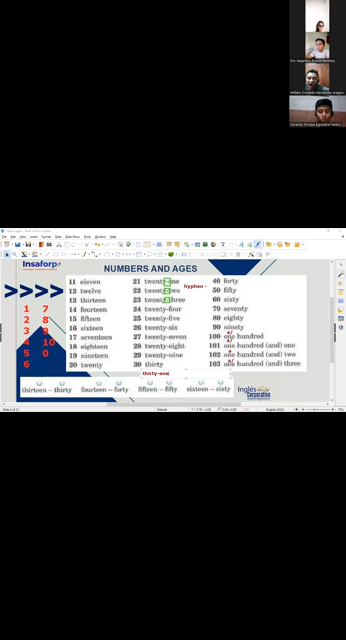 William Oswaldo Hernandez aragon
Insaforp
NUMBERS AND AGES
>>>>
1 7
2 8
3 9
4 10
5 0
6
11 eleven
12 twelve
13 thirteen
14 fourteen
15 fifteen
16 sixteen
17 seventeen
18 eighteen
19 nineteen
20 twenty
21 twenty-one
22 twenty-two
23 twenty-three
24 twenty-four
25 twenty-five
26 twenty-six
27 twenty-seven
28 twenty-eight
29 twenty-nine
30 thirty
thirty-one
hyphen -
40 forty
50 fifty
60 sixty
70 seventy
80 eighty
90 ninety
a/
100 one hundred
a/
101 one hundred (and) one
102 one hundred (and) two
a/
103 one hundred (and) three
thirteen – thirty fourteen – forty fifteen – fifty sixteen – sixty
Inglés
Corporativo